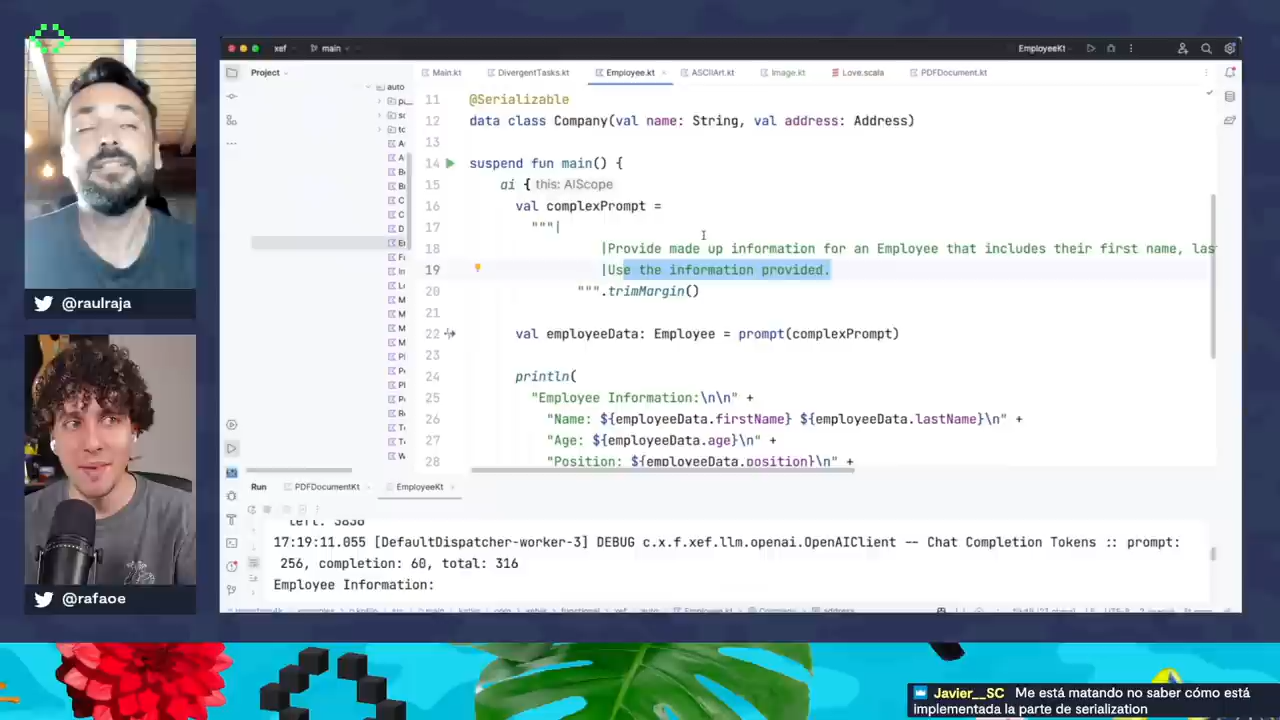 xef
main
EmployeeKt
Project
Main.kt
DivergentTasks.kt
Employee.kt
ASCIIArt.kt
Image.kt
Love.scala
PDFDocument.kt
auto
11 @Serializable
12 data class Company(val name: String, val address: Address)
13
14 suspend fun main() {
15 ai { this: AIScope
16 val complexPrompt =
17 """|
18 |Provide made up information for an Employee that includes their first name, las
19 |Use the information provided.
20 """.trimMargin()
21
22 val employeeData: Employee = prompt(complexPrompt)
23
24 println(
25 "Employee Information:\n\n" +
26 "Name: ${employeeData.firstName} ${employeeData.lastName}\n" +
27 "Age: ${employeeData.age}\n" +
28 "Position: ${employeeData.position}\n" +
Run
PDFDocumentKt
EmployeeKt
left: 3836
17:19:11.055 [DefaultDispatcher-worker-3] DEBUG c.x.f.xef.llm.openai.OpenAIClient -- Chat Completion Tokens :: prompt:
256, completion: 60, total: 316
Employee Information:
@raulraja
@rafaoe
Javier__SC Me está matando no saber cómo está
implementada la parte de serialization